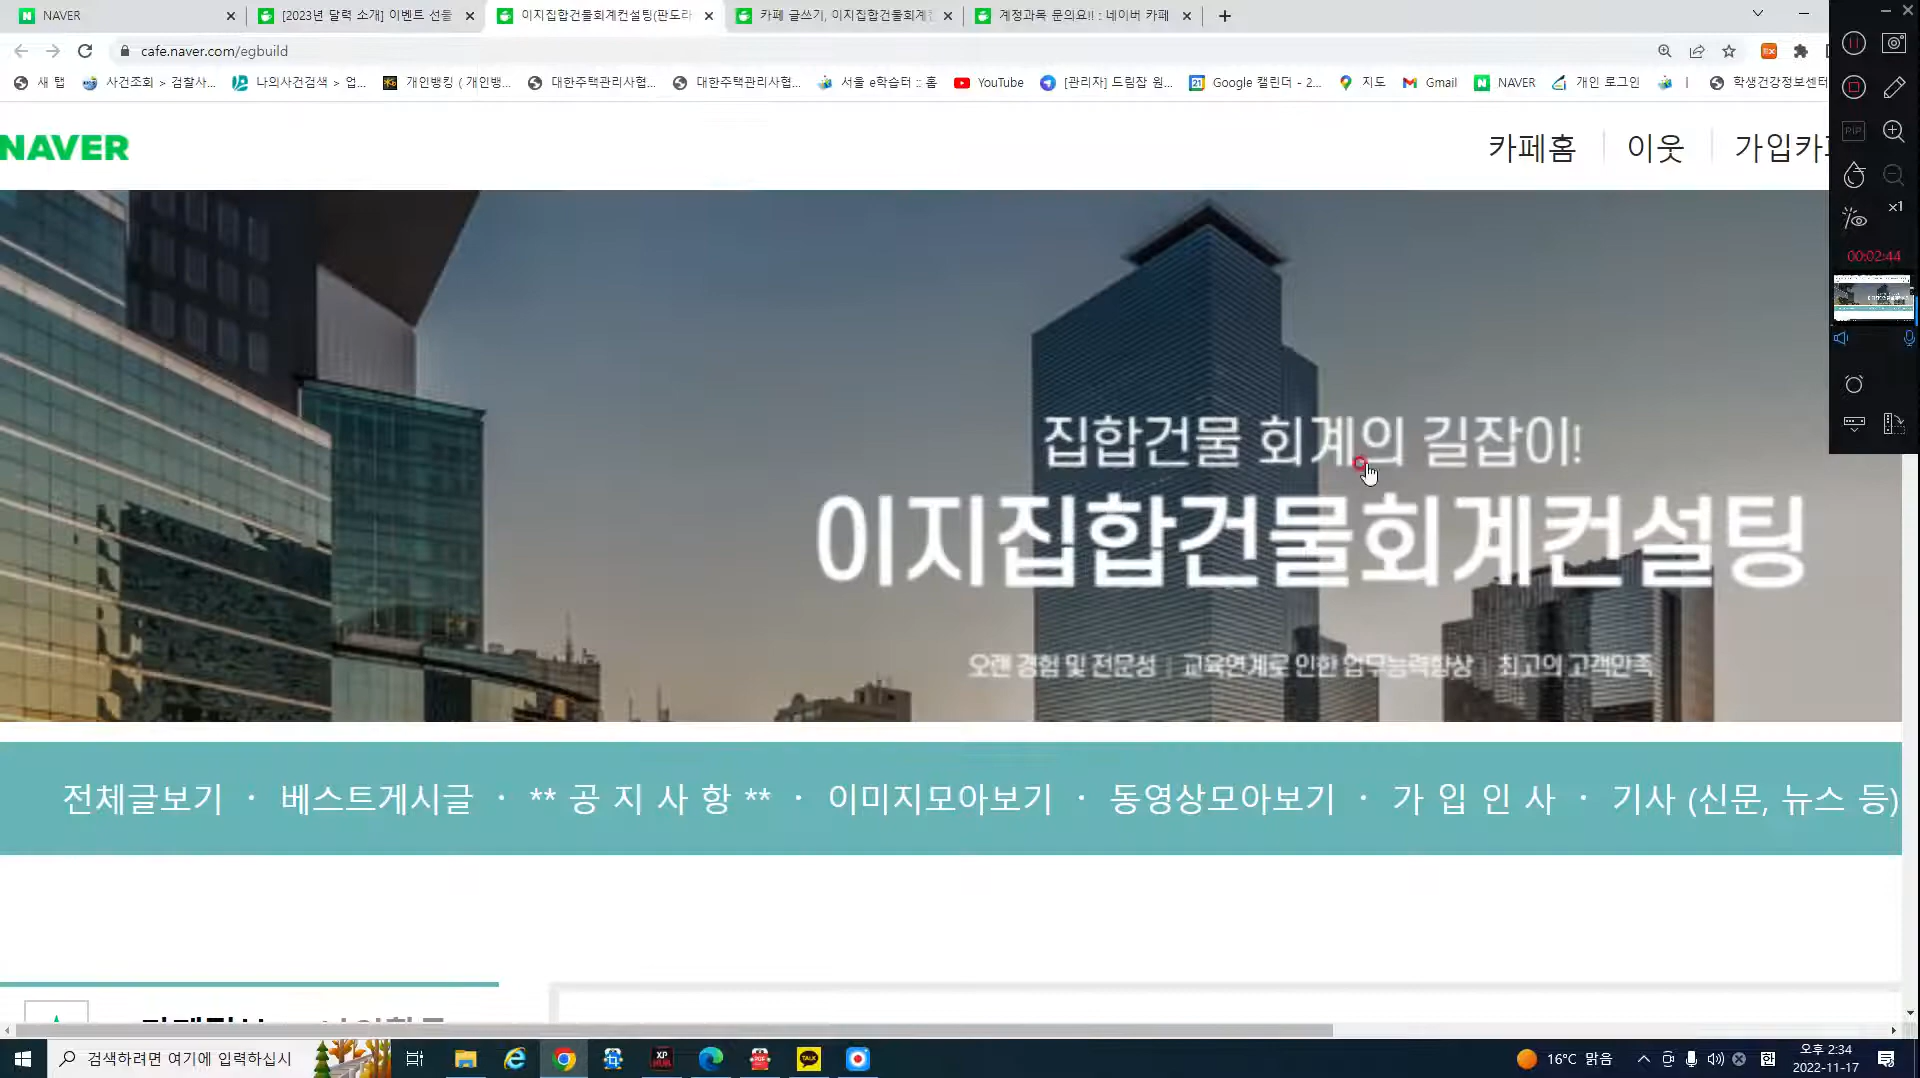 NAVER
[2023년 달력 소개] 이벤트 선물
이지집합건물회계컨설팅(판도라
카페 글쓰기, 이지집합건물회계컨
계정과목 문의요!! : 네이버 카페
cafe.naver.com/egbuild
새 탭
사건조회 > 검찰사...
나의사건검색 > 업...
개인뱅킹 ( 개인뱅...
대한주택관리사협...
대한주택관리사협...
서울 e학습터 :: 홈
YouTube
[관리자] 드림잡 원...
Google 캘린더 - 2...
지도
Gmail
NAVER
개인 로그인
학생건강정보센터
NAVER
카페홈
이웃
가입카
PIP
x1
00:02:44
집합건물 회계의 길잡이!
이지집합건물회계컨설팅
오랜 경험 및 전문성 | 교육연계로 인한 업무능력향상 | 최고의 고객만족
전체글보기 · 베스트게시글 · ** 공 지 사 항 ** · 이미지모아보기 · 동영상모아보기 · 가 입 인 사 · 기사 (신문, 뉴스 등)
검색하려면 여기에 입력하십시
16°C 맑음
한
오후 2:34
2022-11-17